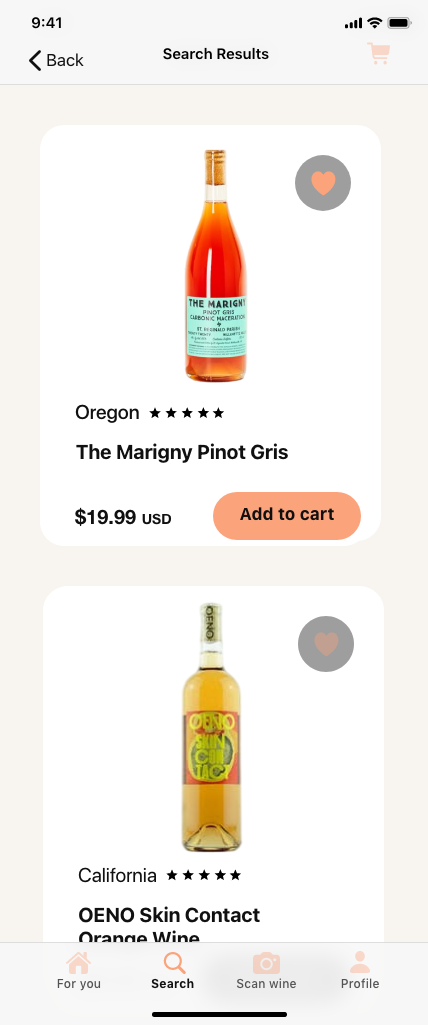 9:41
Back
Search Results
THE MARIGNY
PINOT GRIS
CARBONIC MACERATION
ST. REGINALD PARISH
Oregon ★★★★★
The Marigny Pinot Gris
$19.99 USD
Add to cart
OENO
OENO
SKIN
CON
TACT
California ★★★★★
OENO Skin Contact
Orange Wine
For you
Search
Scan wine
Profile